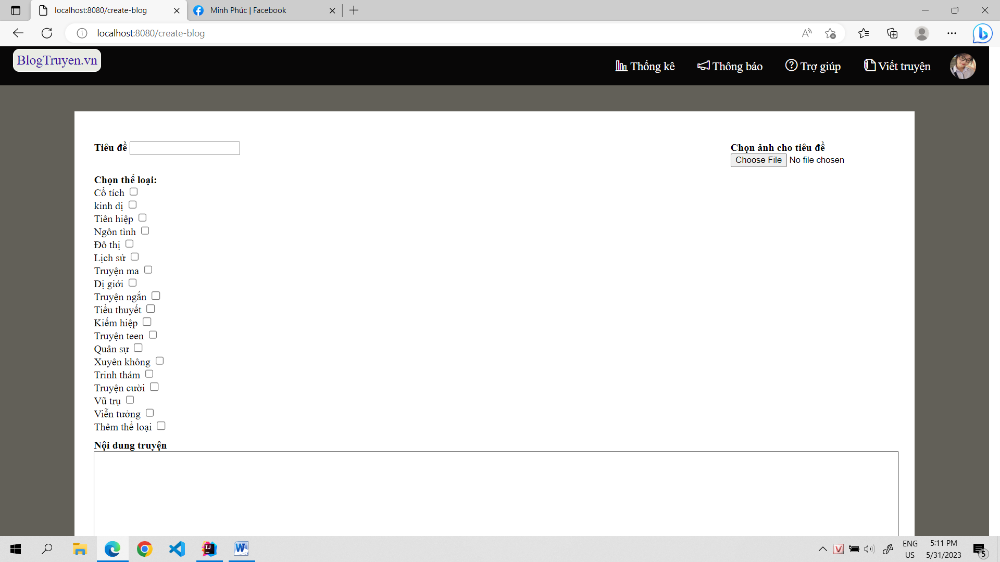 localhost:8080/create-blog
Minh Phúc | Facebook
localhost:8080/create-blog
BlogTruyen.vn
Thống kê
Thông báo
Trợ giúp
Viết truyện
Tiêu đề
Chọn ảnh cho tiêu đề
Choose File No file chosen
Chọn thể loại:
Cổ tích
kinh dị
Tiên hiệp
Ngôn tình
Đô thị
Lịch sử
Truyện ma
Dị giới
Truyện ngắn
Tiểu thuyết
Kiếm hiệp
Truyện teen
Quân sự
Xuyên không
Trinh thám
Truyện cười
Vũ trụ
Viễn tưởng
Thêm thể loại
Nội dung truyện
ENG
US
5:11 PM
5/31/2023
5